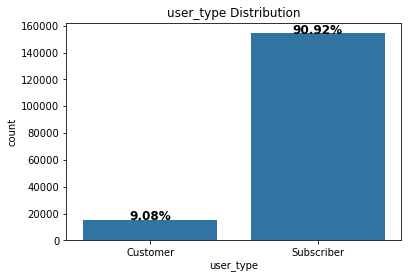 user_type Distribution
160000
140000
120000
100000
80000
60000
40000
20000
0
count
90.92%
9.08%
Customer
Subscriber
user_type